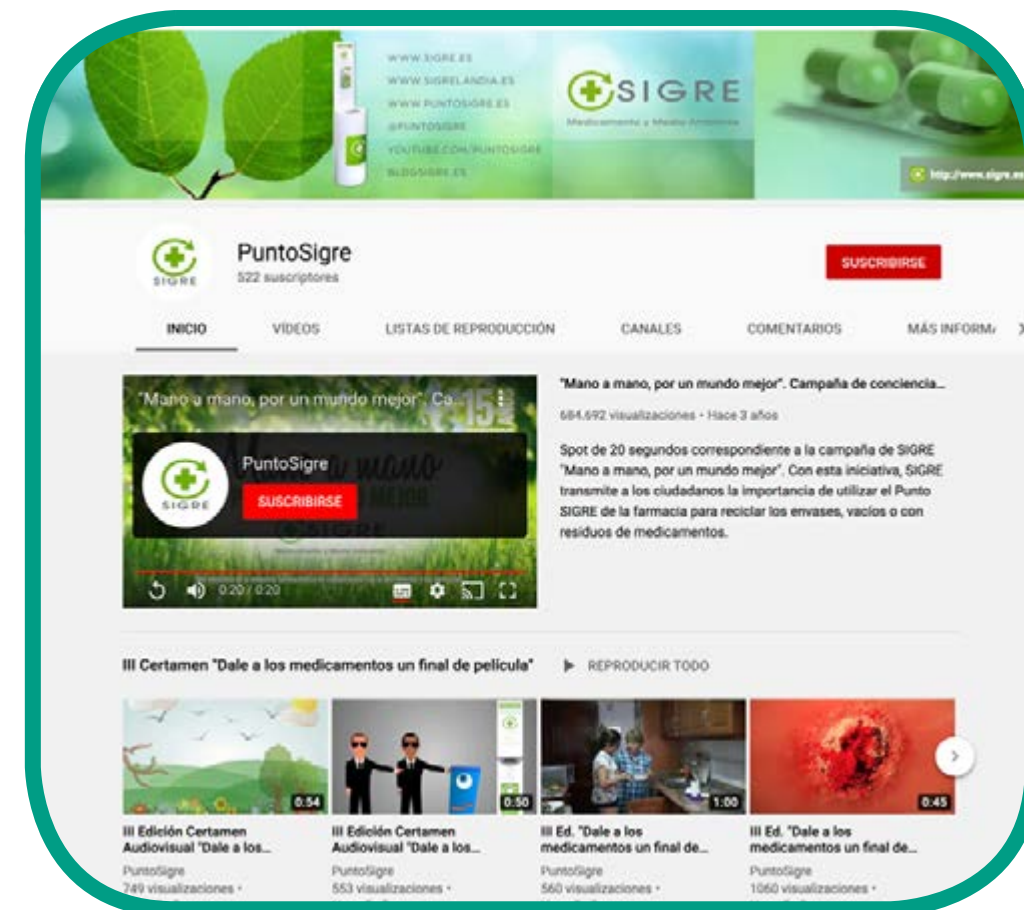 WWW.SIGRE.ES
WWW.SIGRELANDIA.ES
WWW.PUNTOSIGRE.ES
@PUNTOSIGRE
YOUTUBE.COM/PUNTOSIGRE
BLOGSIGRE.ES
SIGRE
Medicamento y Medio Ambiente
http://www.sigre.es
SIGRE
PuntoSigre
522 suscriptores
SUSCRIBIRSE
INICIO VÍDEOS LISTAS DE REPRODUCCIÓN CANALES COMENTARIOS MÁS INFORM
"Mano a mano, por un mundo mejor". Ca...
15
Mano a mano
MEJOR
SIGRE
PuntoSigre
SUSCRIBIRSE
SIGRE
0:20 / 0:20
"Mano a mano, por un mundo mejor". Campaña de conciencia...
684.692 visualizaciones • Hace 3 años
Spot de 20 segundos correspondiente a la campaña de SIGRE
"Mano a mano, por un mundo mejor". Con esta iniciativa, SIGRE
transmite a los ciudadanos la importancia de utilizar el Punto
SIGRE de la farmacia para reciclar los envases, vacíos o con
residuos de medicamentos.
III Certamen "Dale a los medicamentos un final de película" REPRODUCIR TODO
0:54
0:50
1:00
0:45
III Edición Certamen
Audiovisual "Dale a los...
PuntoSigre
749 visualizaciones •
III Edición Certamen
Audiovisual "Dale a los...
PuntoSigre
553 visualizaciones •
III Ed. "Dale a los
medicamentos un final de...
PuntoSigre
560 visualizaciones •
III Ed. "Dale a los
medicamentos un final de...
PuntoSigre
1060 visualizaciones •